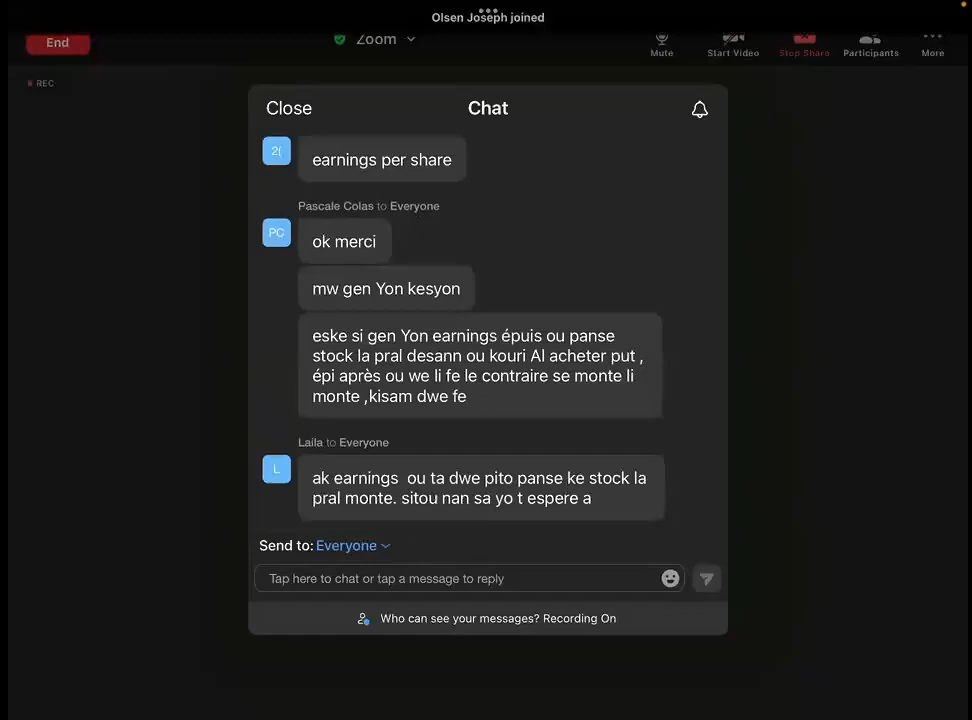 Olsen Joseph joined
End
Zoom
Mute
Start Video
Stop Share
Participants
More
REC
Close
Chat
2(
earnings per share
Pascale Colas to Everyone
PC
ok merci
mw gen Yon kesyon
eske si gen Yon earnings épuis ou panse
stock la pral desann ou kouri Al acheter put ,
épi après ou we li fe le contraire se monte li
monte ,kisam dwe fe
Laila to Everyone
L
ak earnings  ou ta dwe pito panse ke stock la
pral monte. sitou nan sa yo t espere a
Send to: Everyone
Tap here to chat or tap a message to reply
Who can see your messages? Recording On